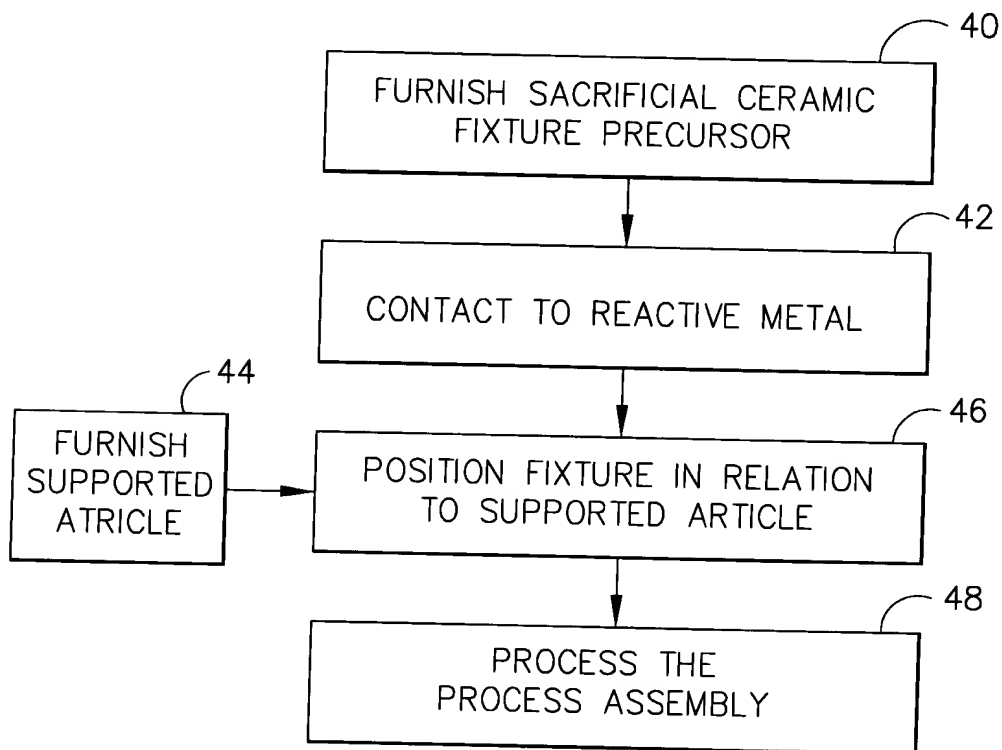 40
FURNISH SACRIFICIAL CERAMIC
FIXTURE PRECURSOR
42
CONTACT TO REACTIVE METAL
44
FURNISH
SUPPORTED
ATRICLE
46
POSITION FIXTURE IN RELATION
TO SUPPORTED ARTICLE
48
PROCESS THE
PROCESS ASSEMBLY